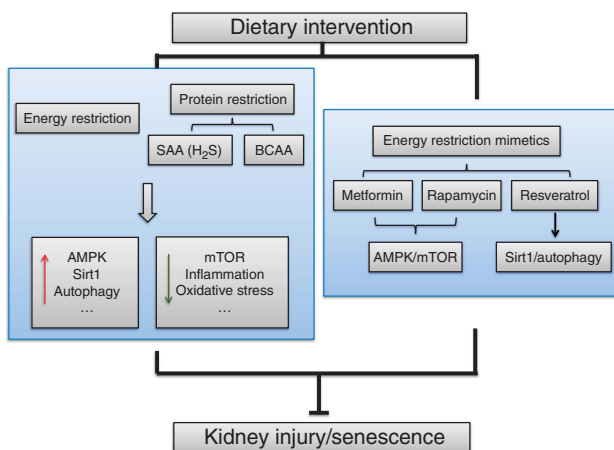 Dietary intervention
Energy restriction
Protein restriction
SAA (H₂S)
BCAA
AMPK
Sirt1
Autophagy
…
mTOR
Inflammation
Oxidative stress
…
Energy restriction mimetics
Metformin
Rapamycin
Resveratrol
AMPK/mTOR
Sirt1/autophagy
Kidney injury/senescence